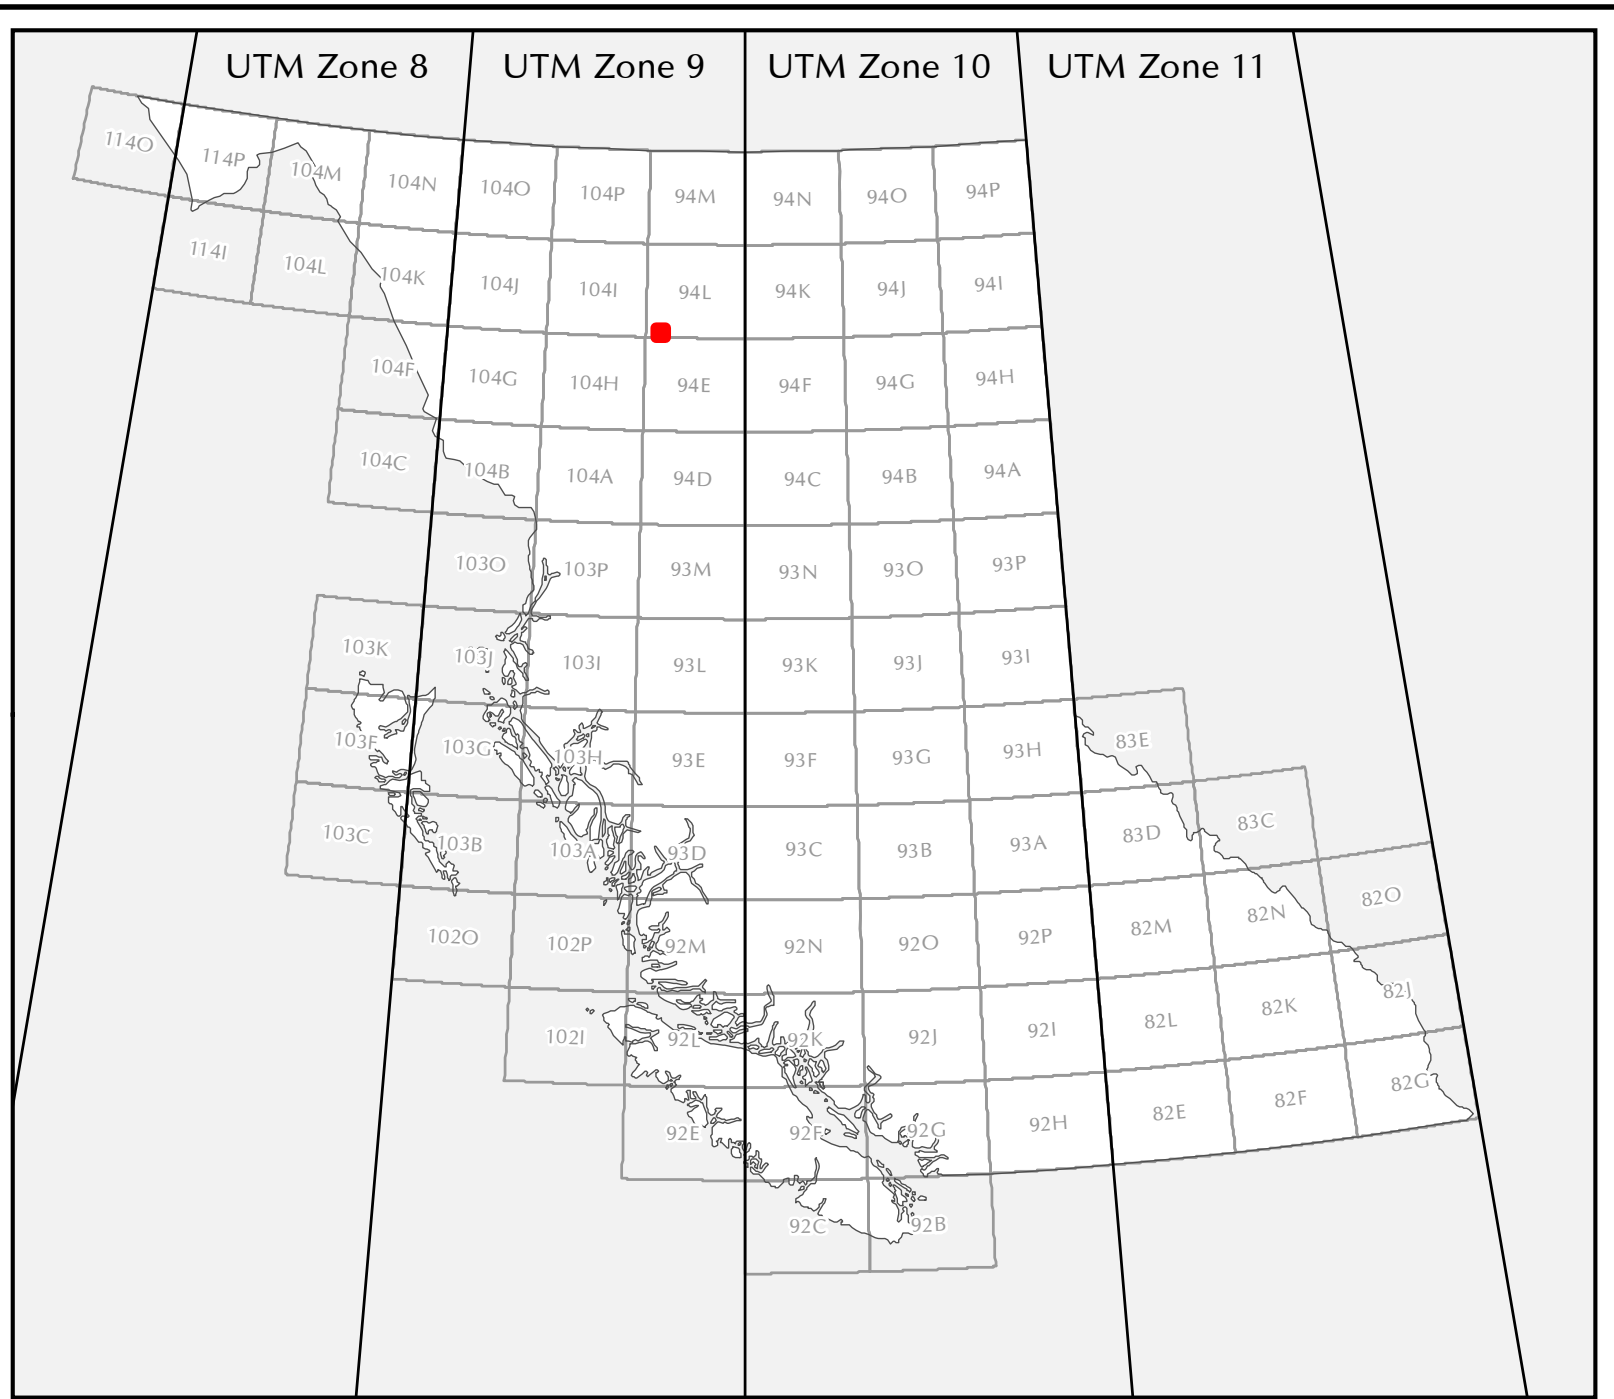 UTM Zone 8 UTM Zone 9 UTM Zone 10 UTM Zone 11
114O 114P 104M 104N 104O 104P 94M 94N 94O 94P
114I 104L 104K 104J 104I 94L 94K 94J 94I
104F 104G 104H 94E 94F 94G 94H
104C 104B 104A 94D 94C 94B 94A
103O 103P 93M 93N 93O 93P
103K 103J 103I 93L 93K 93J 93I
103F 103G 103H 93E 93F 93G 93H 83E
103C 103B 103A 93D 93C 93B 93A 83D 83C
102O 102P 92M 92N 92O 92P 82M 82N 82O
102I 92L 92K 92J 92I 82L 82K 82J
92E 92F 92G 92H 82E 82F 82G
92C 92B